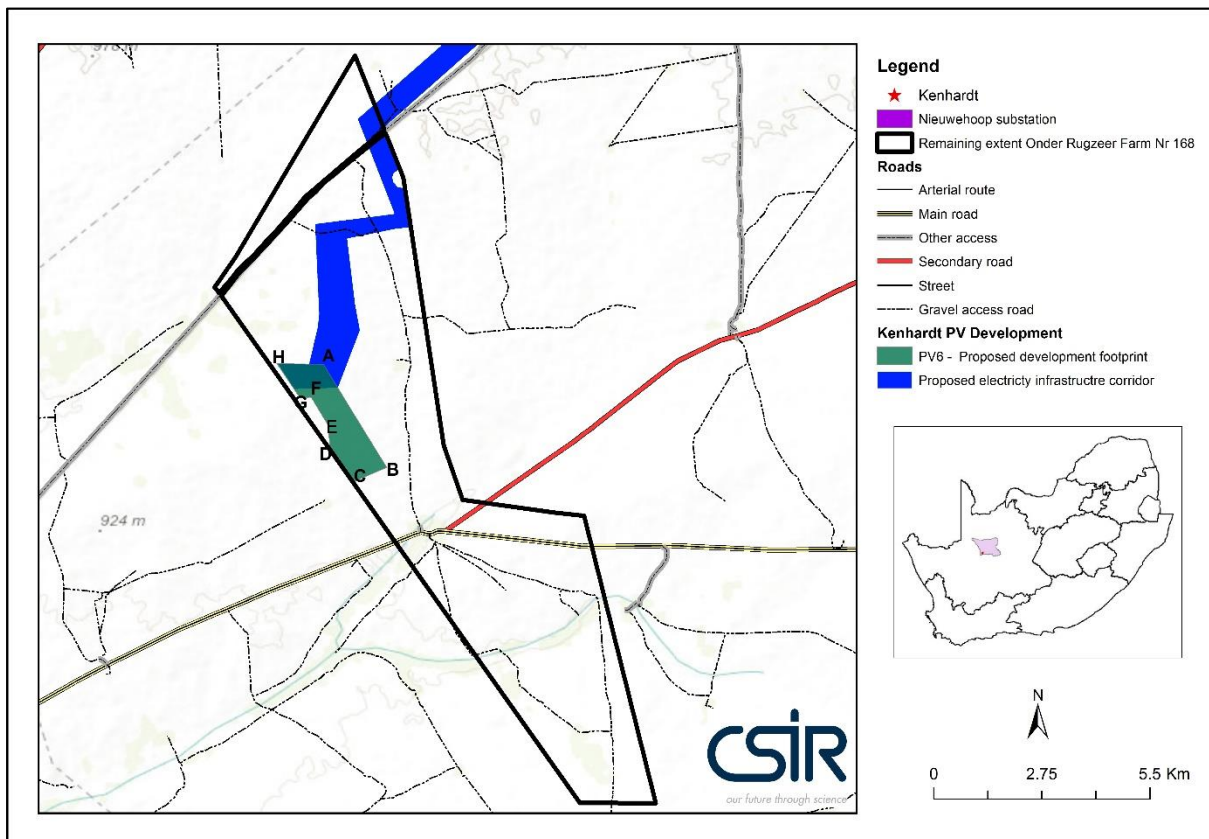 978 m
H
A
F
G
E
D
B
C
924 m
CSIR
our future through science
Legend
Kenhardt
Nieuwehoop substation
Remaining extent Onder Rugzeer Farm Nr 168
Roads
Arterial route
Main road
Other access
Secondary road
Street
Gravel access road
Kenhardt PV Development
PV6 - Proposed development footprint
Proposed electricty infrastructre corridor
N
0 2.75 5.5 Km